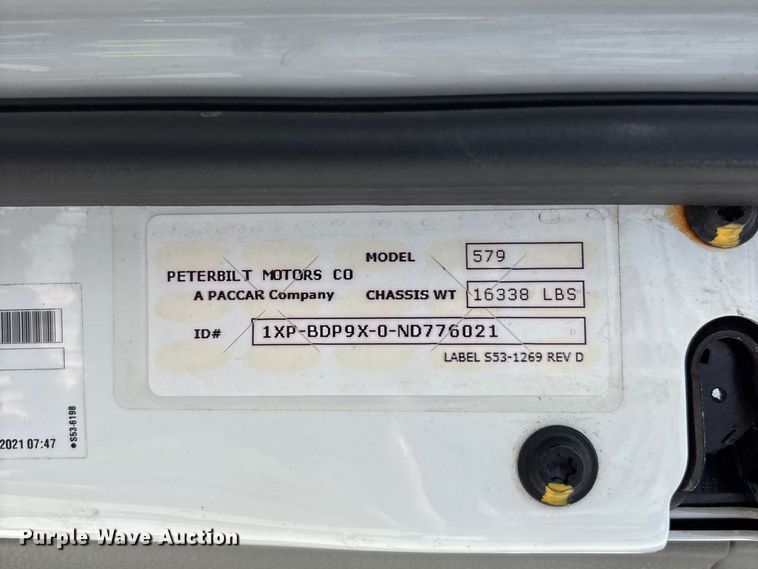 MODEL 579
PETERBILT MOTORS CO
A PACCAR Company CHASSIS WT 16338 LBS
ID# 1XP-BDP9X-0-ND776021
LABEL S53-1269 REV D
2021 07:47
S53-6198
Purple Wave Auction